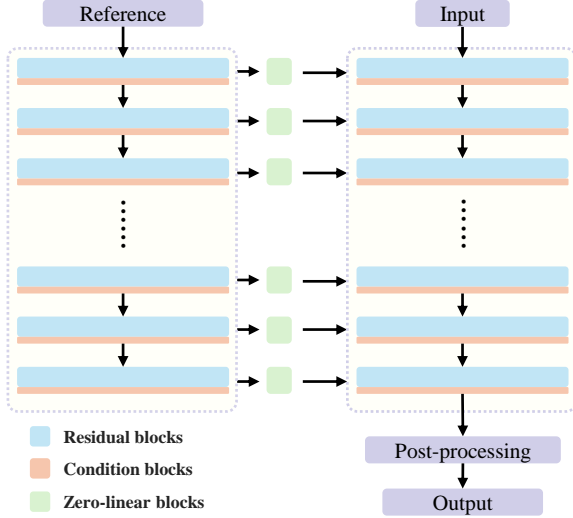 Reference
Input
Residual blocks
Condition blocks
Zero-linear blocks
Post-processing
Output